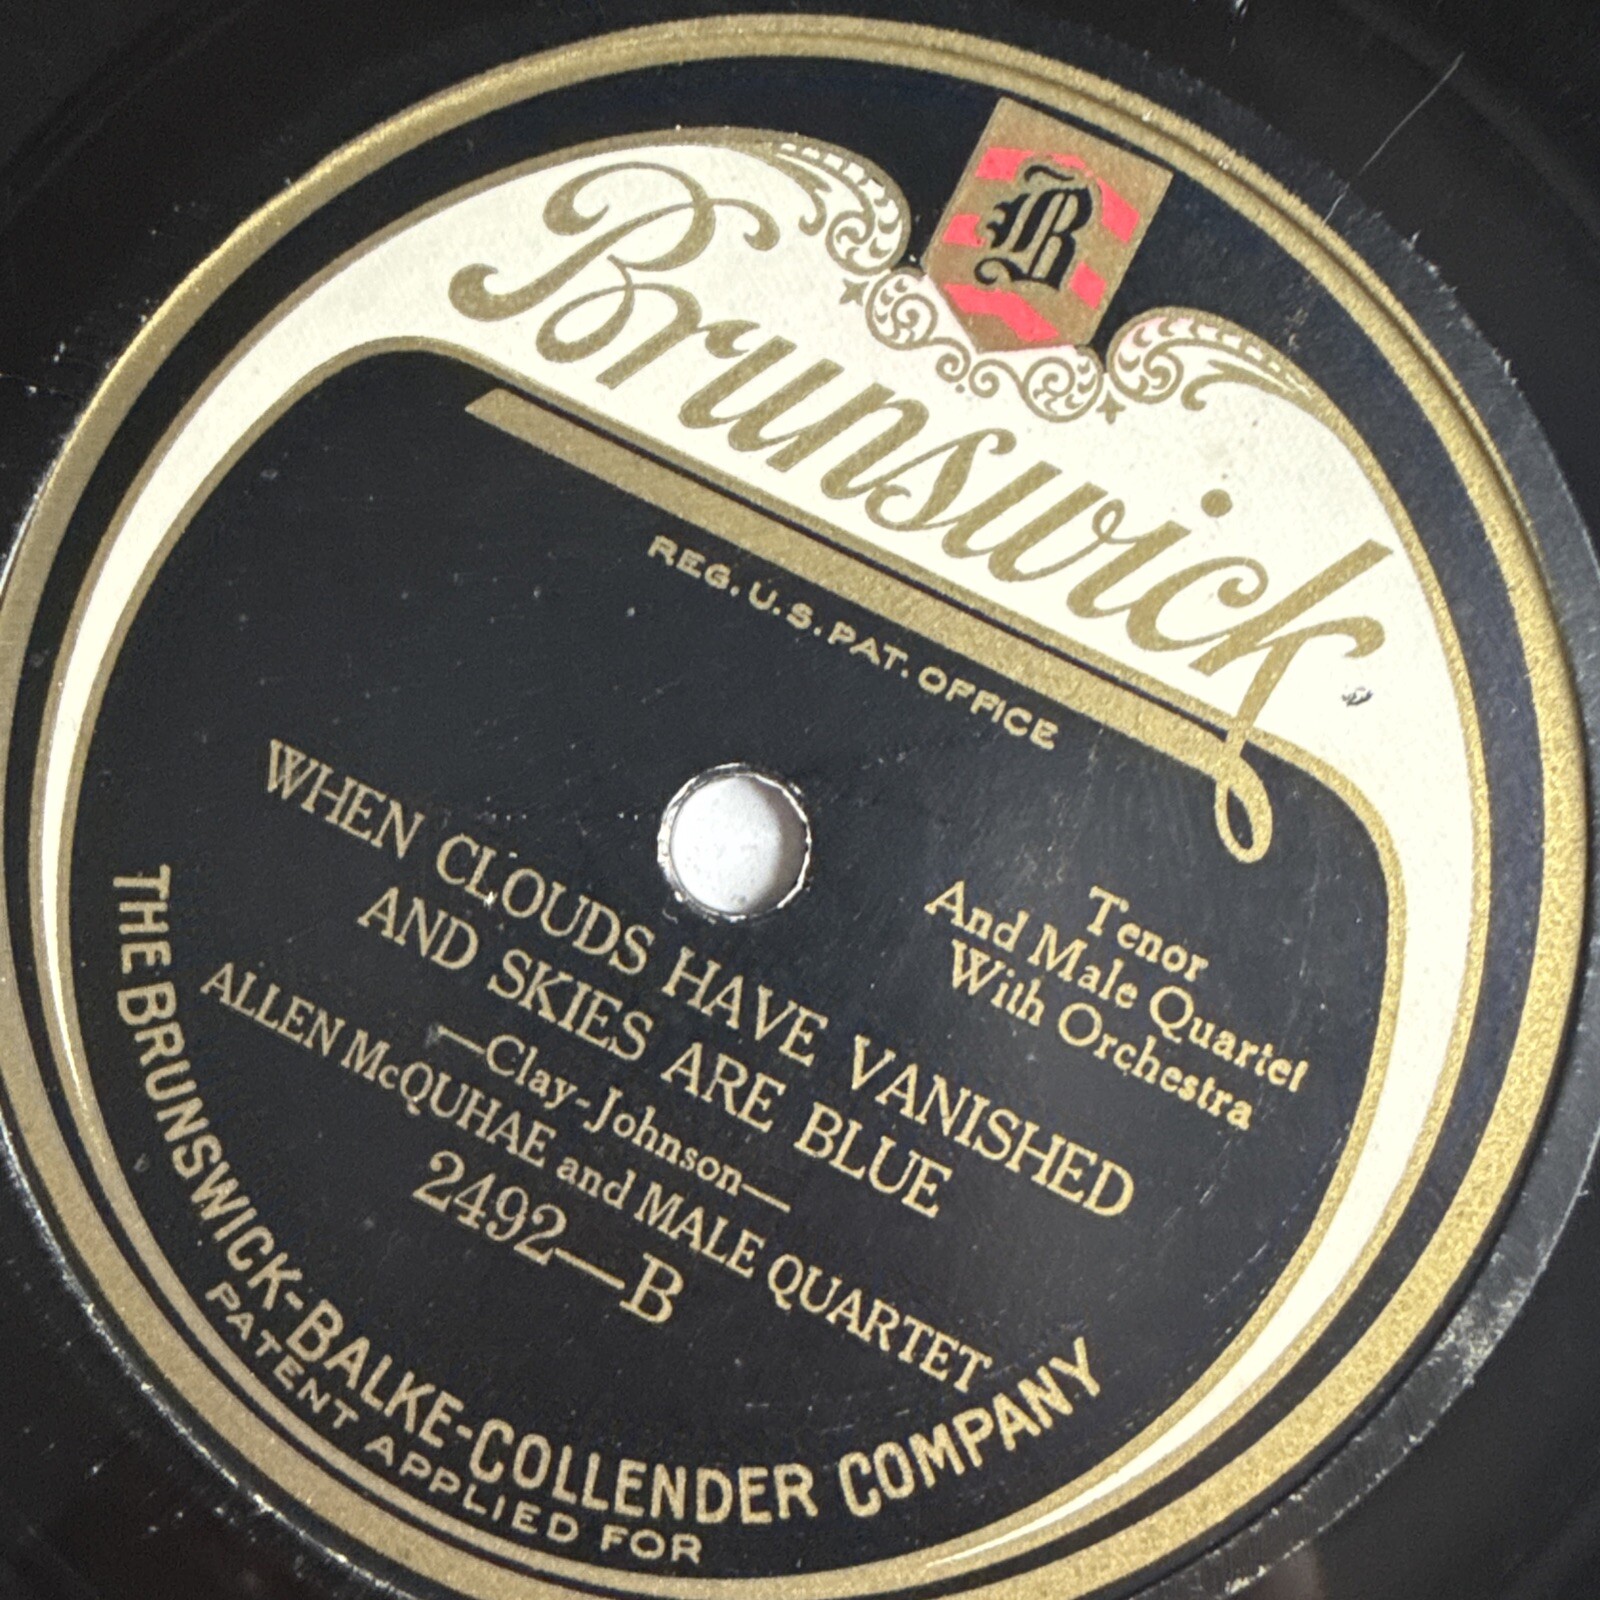 B
Brunswick
REG. U.S. PAT. OFFICE
Tenor
And Male Quartet
With Orchestra
WHEN CLOUDS HAVE VANISHED
AND SKIES ARE BLUE
—Clay-Johnson—
ALLEN McQUHAE and MALE QUARTET
2492—B
THE BRUNSWICK-BALKE-COLLENDER COMPANY
PATENT APPLIED FOR